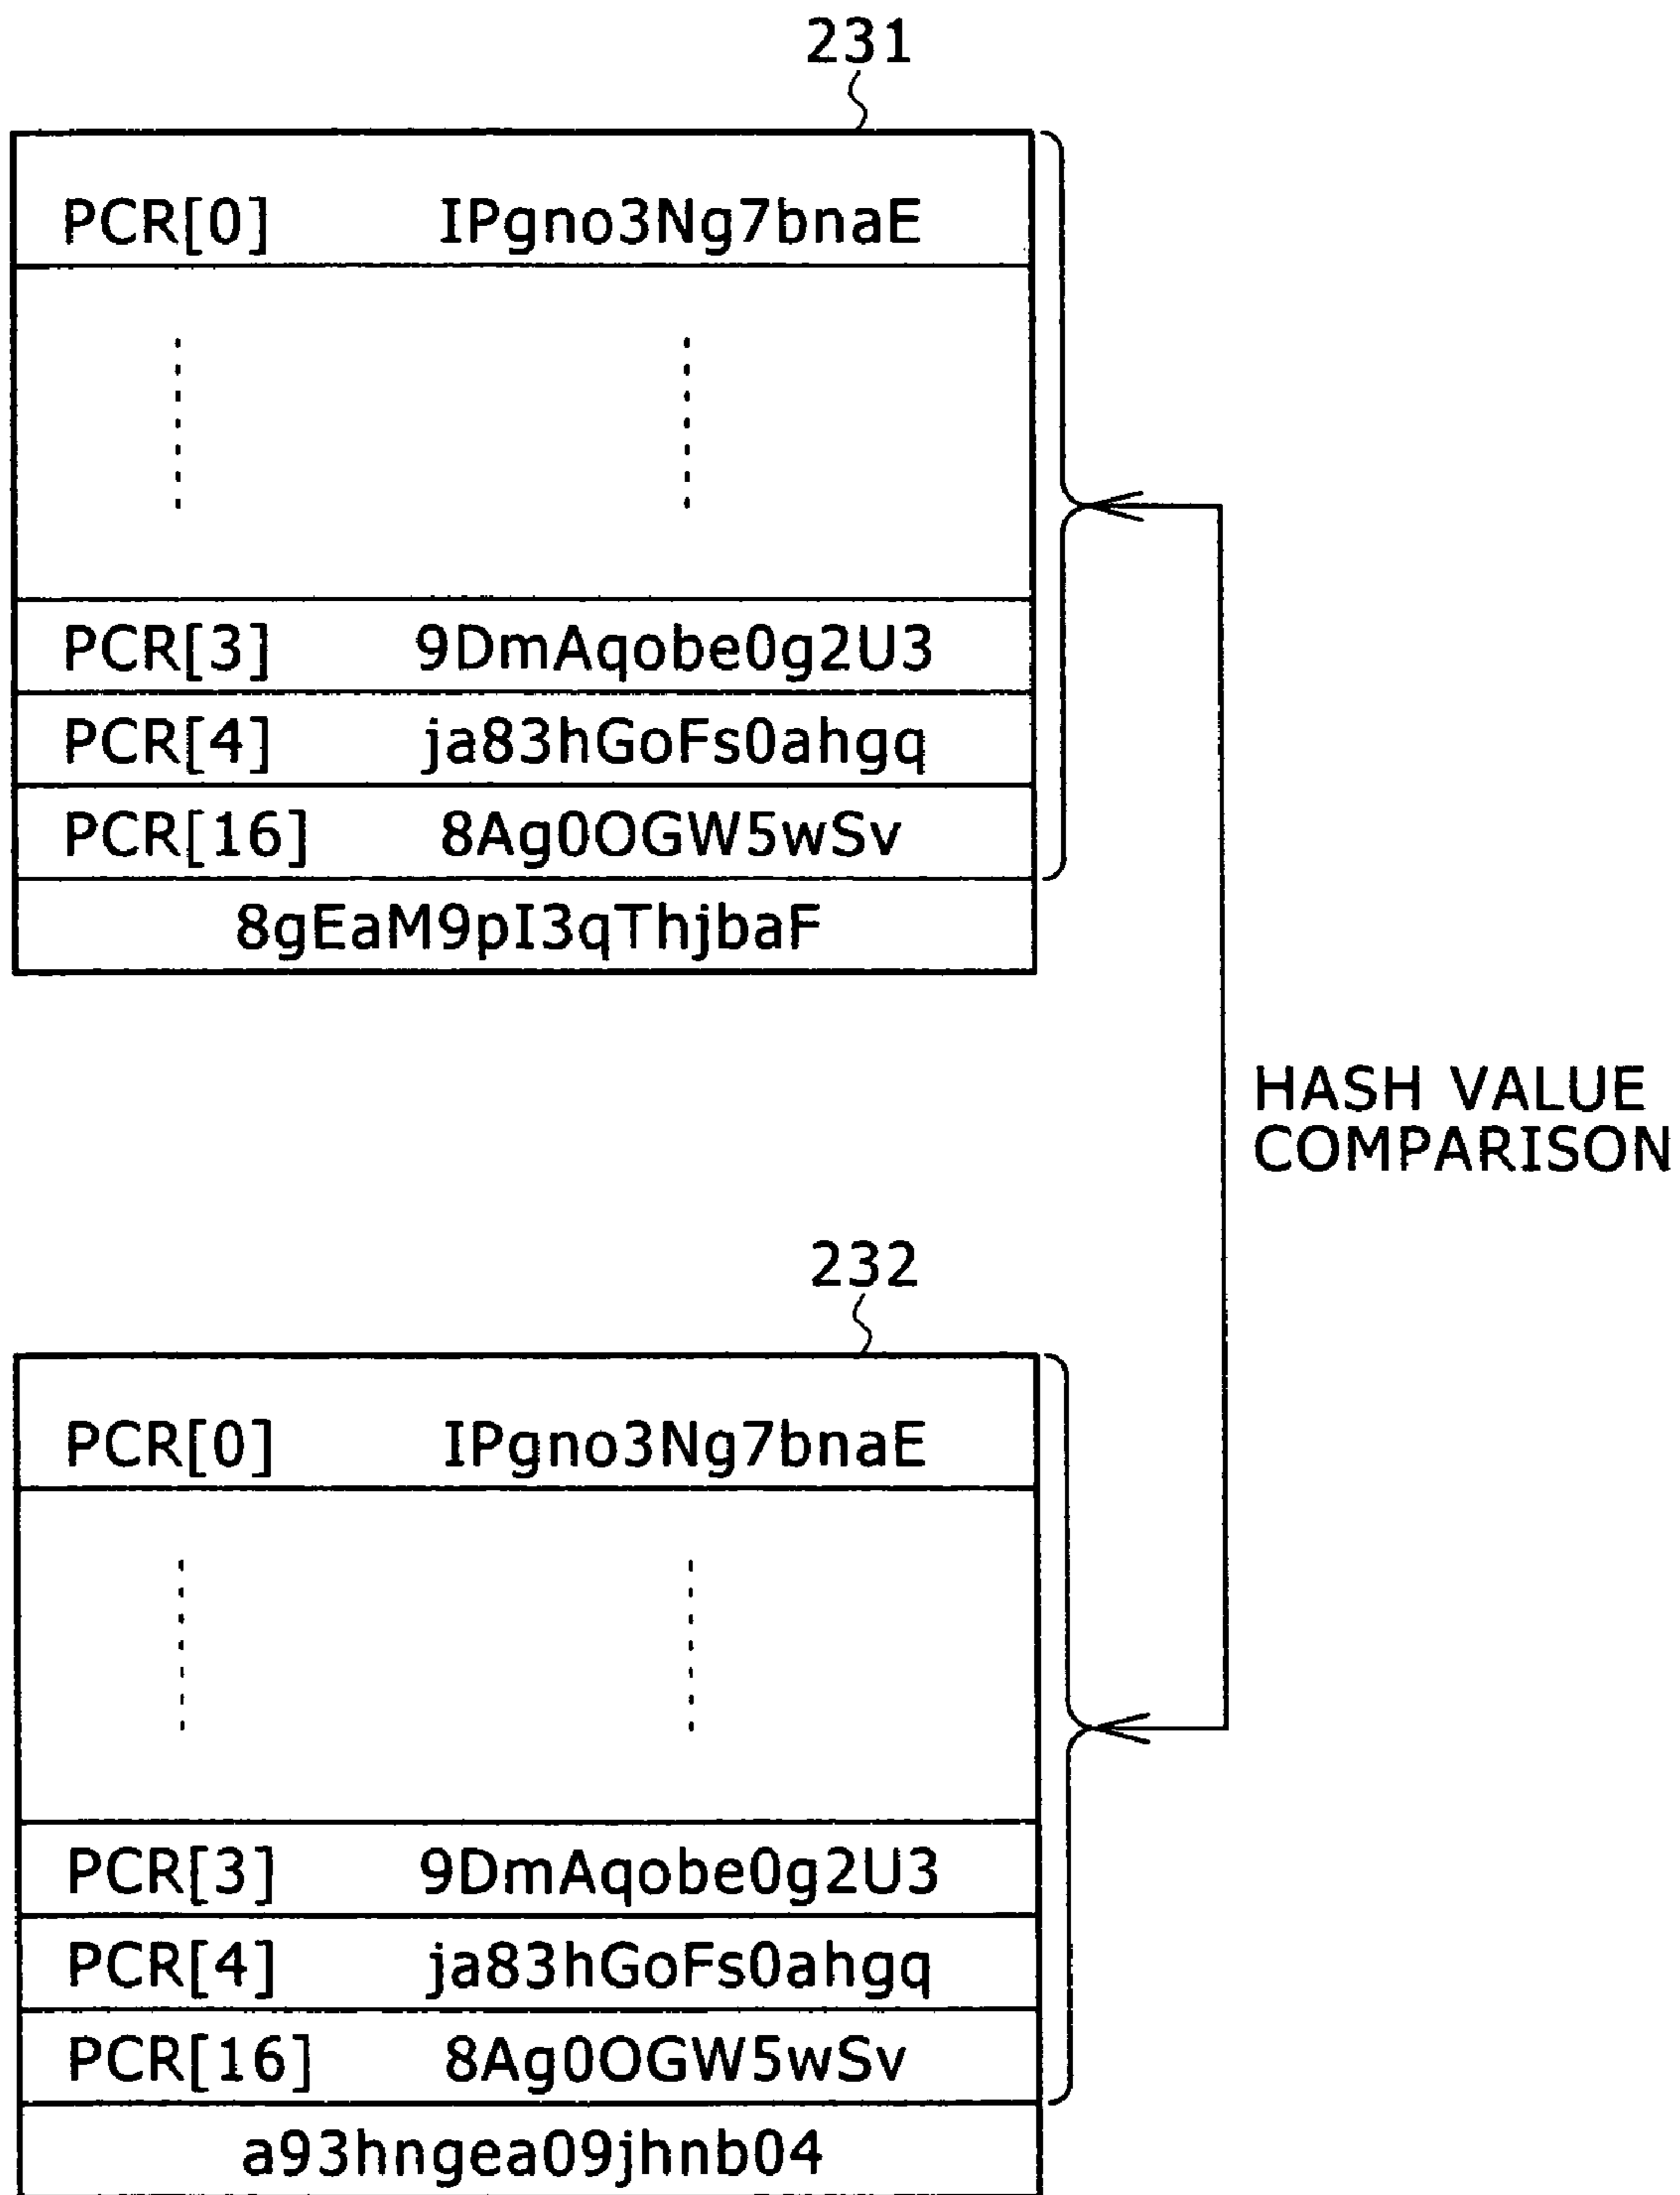 231
PCR[0] IPgno3Ng7bnaE
PCR[3] 9DmAqobe0g2U3
PCR[4] ja83hGoFs0ahgq
PCR[16] 8Ag0OGW5wSv
8gEaM9pI3qThjbaF
HASH VALUE
COMPARISON
232
PCR[0] IPgno3Ng7bnaE
PCR[3] 9DmAqobe0g2U3
PCR[4] ja83hGoFs0ahgq
PCR[16] 8Ag0OGW5wSv
a93hngea09jhnb04